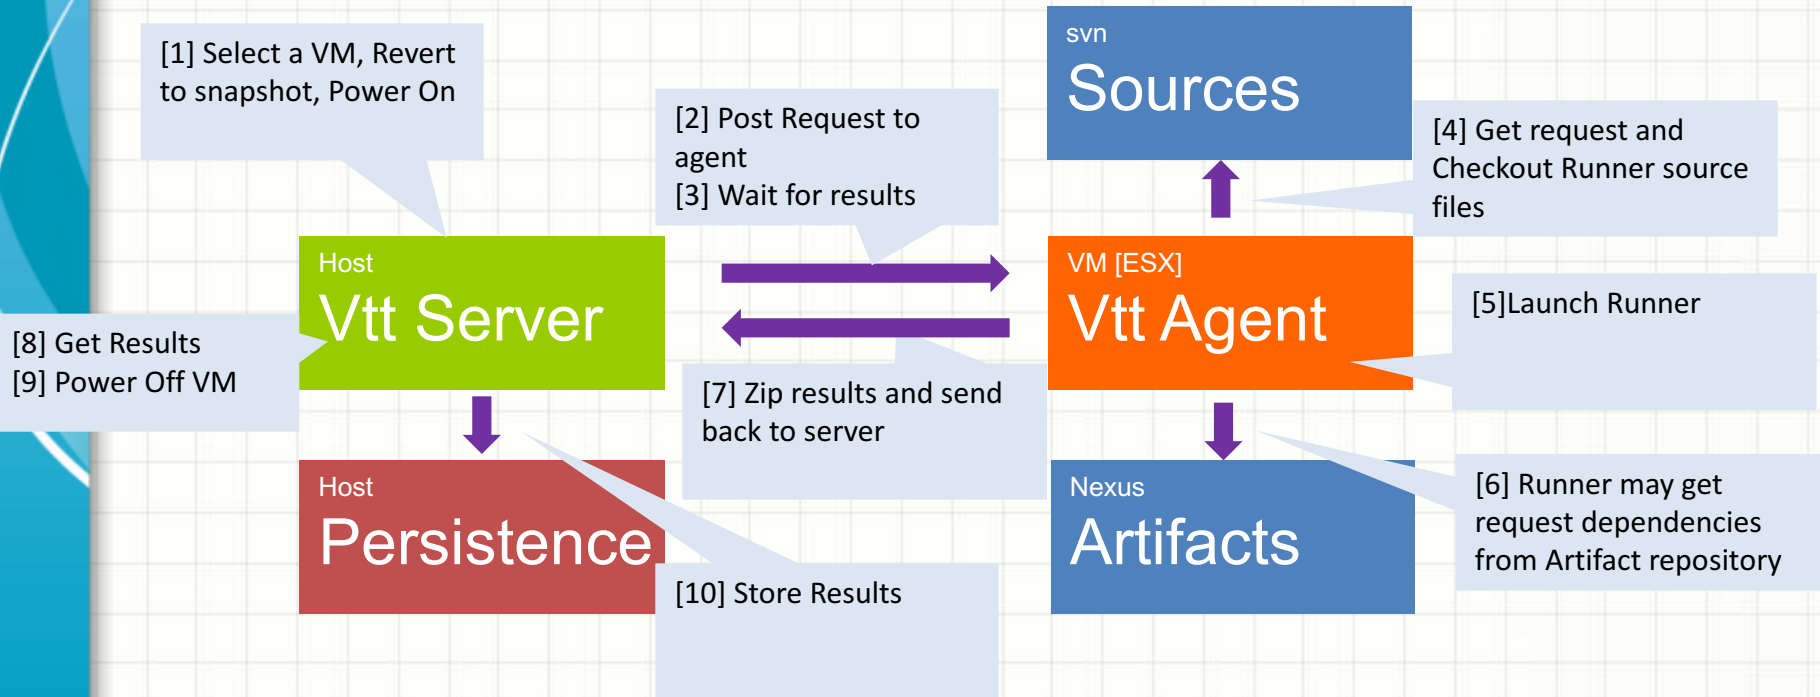 [1] Select a VM, Revert
to snapshot, Power On
[2] Post Request to
agent
[3] Wait for results
svn
Sources
[4] Get request and
Checkout Runner source
files
Host
Vtt Server
VM [ESX]
Vtt Agent
[5]Launch Runner
[8] Get Results
[9] Power Off VM
[7] Zip results and send
back to server
Host
Persistence
Nexus
Artifacts
[6] Runner may get
request dependencies
from Artifact repository
[10] Store Results